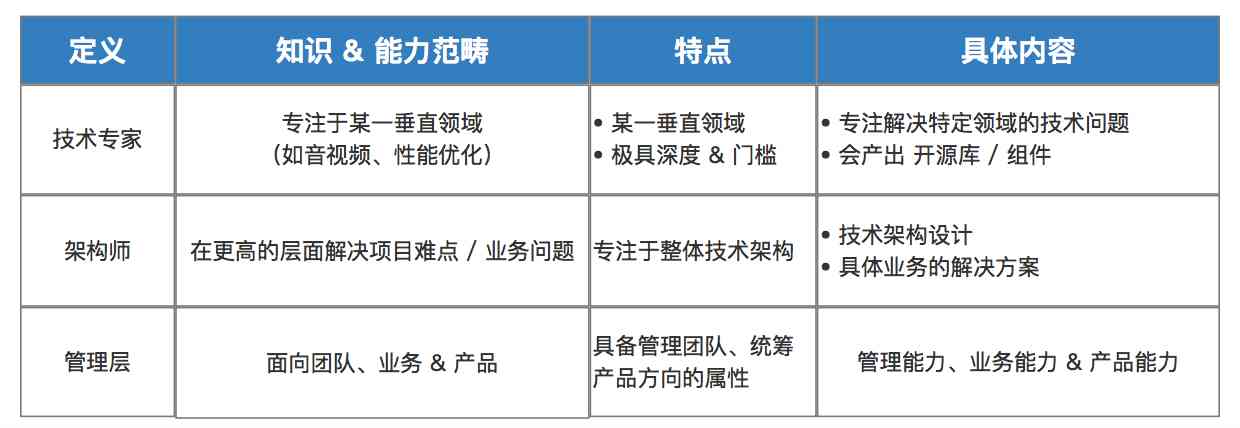 定义
知识 & 能力范畴
特点
具体内容
技术专家
专注于某一垂直领域
（如音视频、性能优化）
• 某一垂直领域
• 极具深度 & 门槛
• 专注解决特定领域的技术问题
• 会产出 开源库 / 组件
架构师
在更高的层面解决项目难点 / 业务问题
专注于整体技术架构
• 技术架构设计
• 具体业务的解决方案
管理层
面向团队、业务 & 产品
具备管理团队、统筹
产品方向的属性
管理能力、业务能力 & 产品能力